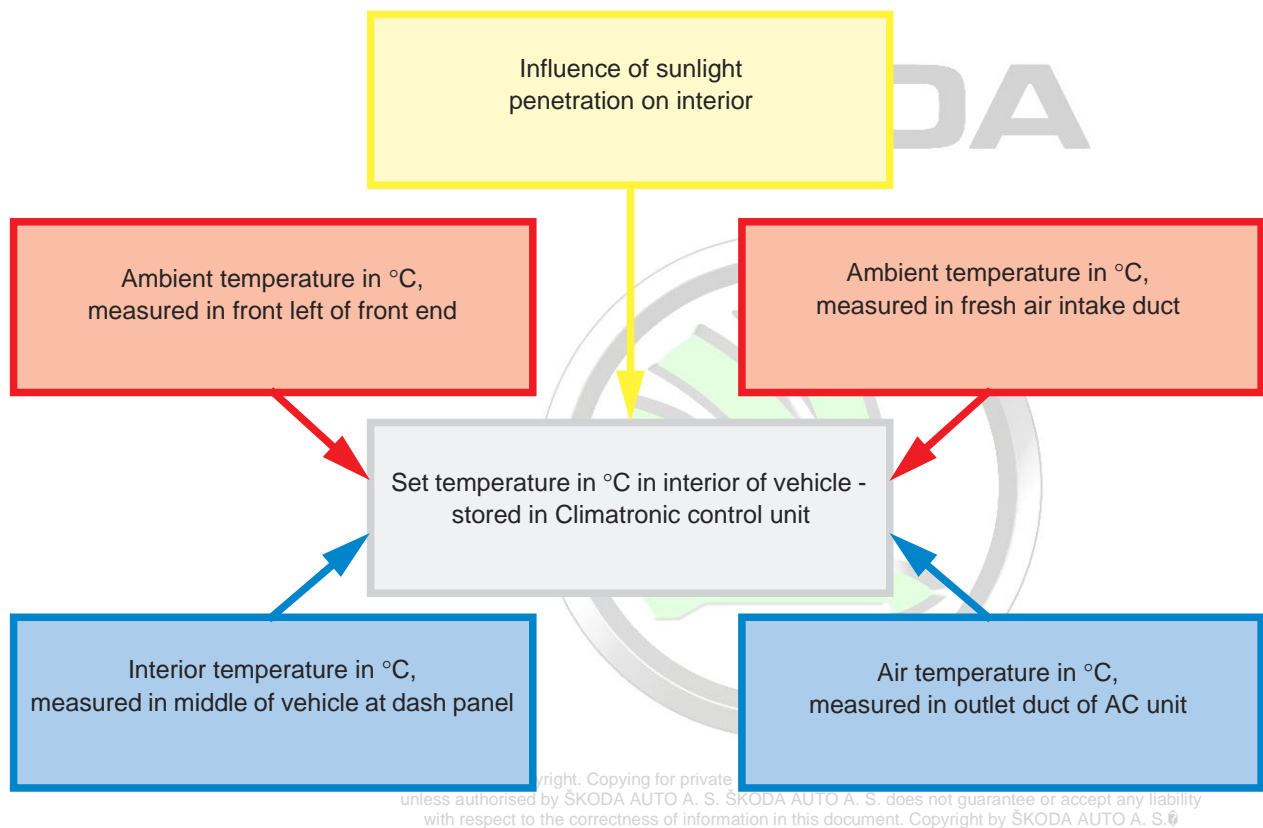 Influence of sunlight
penetration on interior
DA
Ambient temperature in °C,
measured in front left of front end
Ambient temperature in °C,
measured in fresh air intake duct
Set temperature in °C in interior of vehicle -
stored in Climatronic control unit
Interior temperature in °C,
measured in middle of vehicle at dash panel
Air temperature in °C,
measured in outlet duct of AC unit
yright. Copying for private
unless authorised by ŠKODA AUTO A. S. ŠKODA AUTO A. S. does not guarantee or accept any liability
with respect to the correctness of information in this document. Copyright by ŠKODA AUTO A. S.�